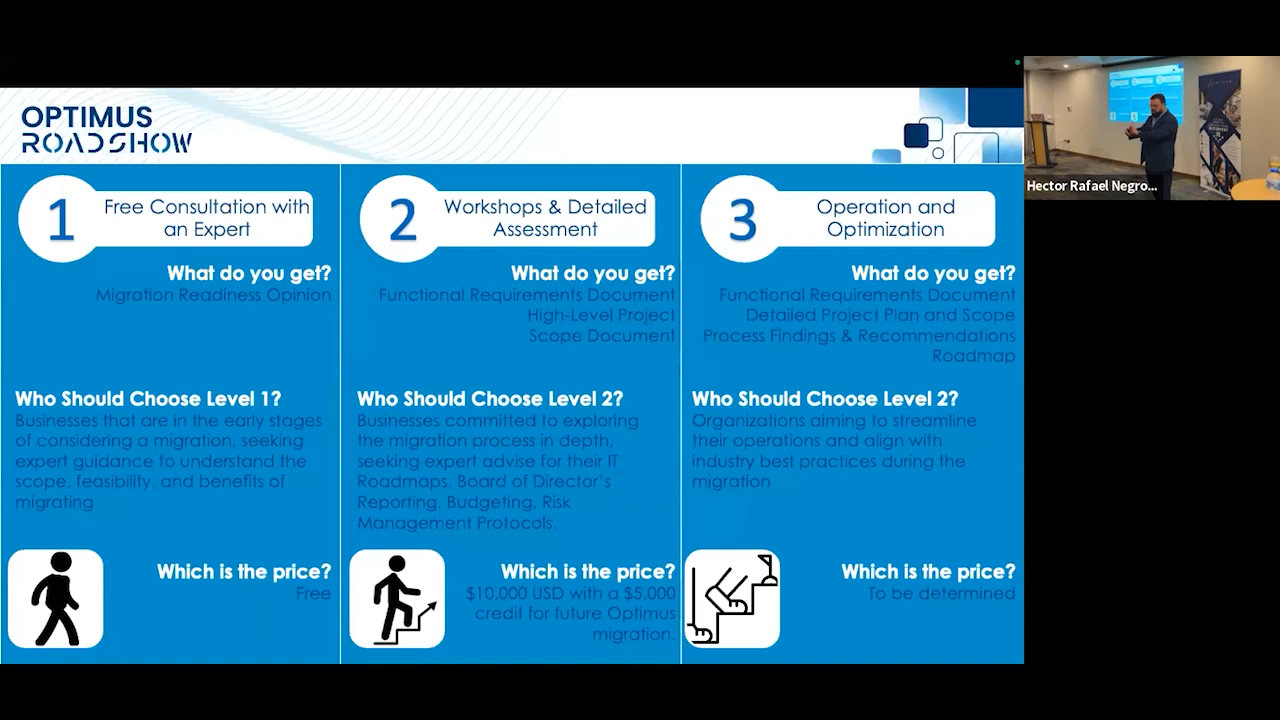 OPTIMUS
ROADSHOW
1
Free Consultation with
an Expert
What do you get?
Migration Readiness Opinion
Who Should Choose Level 1?
Businesses that are in the early stages
of considering a migration, seeking
expert guidance to understand the
scope, feasibility, and benefits of
migrating
Which is the price?
Free
2
Workshops & Detailed
Assessment
What do you get?
Functional Requirements Document
High-Level Project
Scope Document
Who Should Choose Level 2?
Businesses committed to exploring
the migration process in depth,
seeking expert advise for their IT
Roadmaps, Board of Director's
Reporting, Budgeting, Risk
Management Protocols.
Which is the price?
$10,000 USD with a $5,000
credit for future Optimus
migration.
3
Operation and
Optimization
What do you get?
Functional Requirements Document
Detailed Project Plan and Scope
Process Findings & Recommendations
Roadmap
Who Should Choose Level 2?
Organizations aiming to streamline
their operations and align with
industry best practices during the
migration
Which is the price?
To be determined
Hector Rafael Negro...